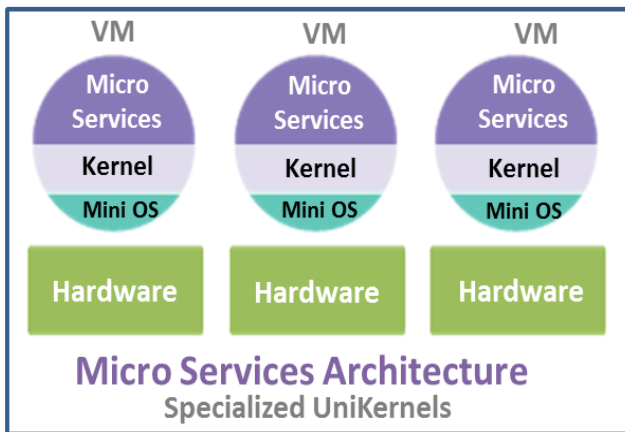 VM VM VM
Micro Services Micro Services Micro Services
Kernel Kernel Kernel
Mini OS Mini OS Mini OS
Hardware Hardware Hardware
Micro Services Architecture
Specialized UniKernels